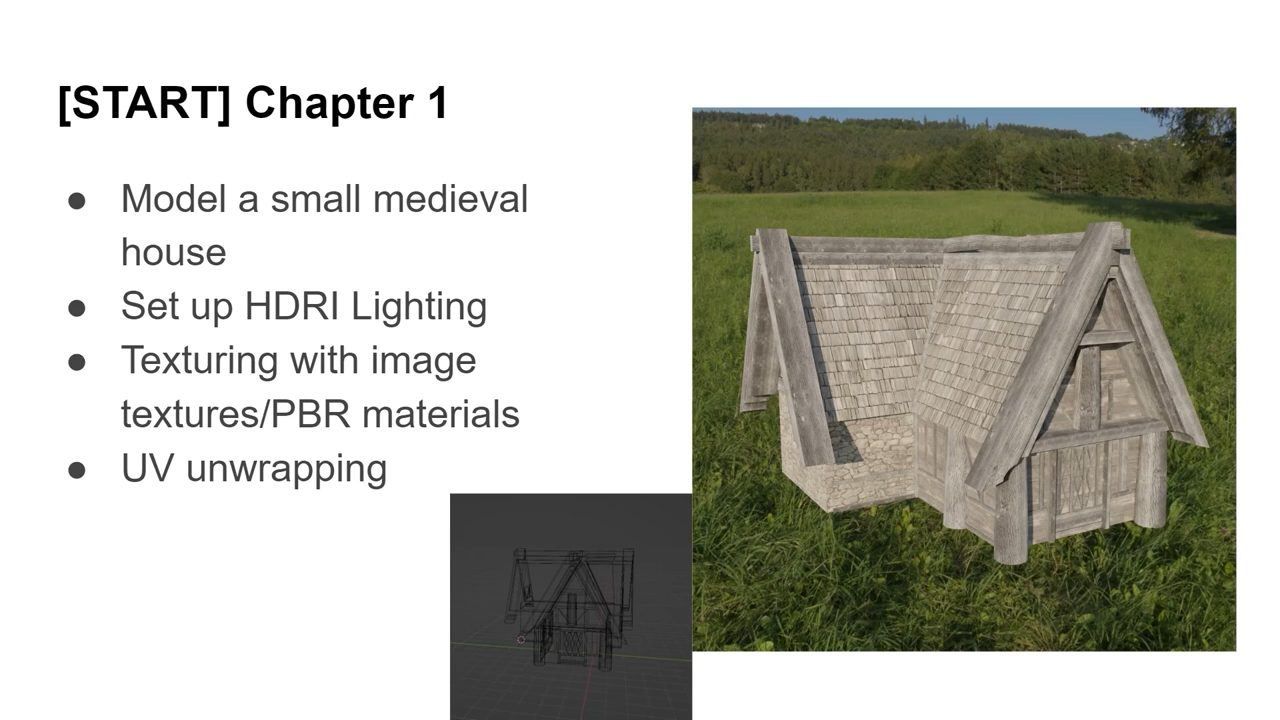 [START] Chapter 1
● Model a small medieval
house
● Set up HDRI Lighting
● Texturing with image
textures/PBR materials
● UV unwrapping